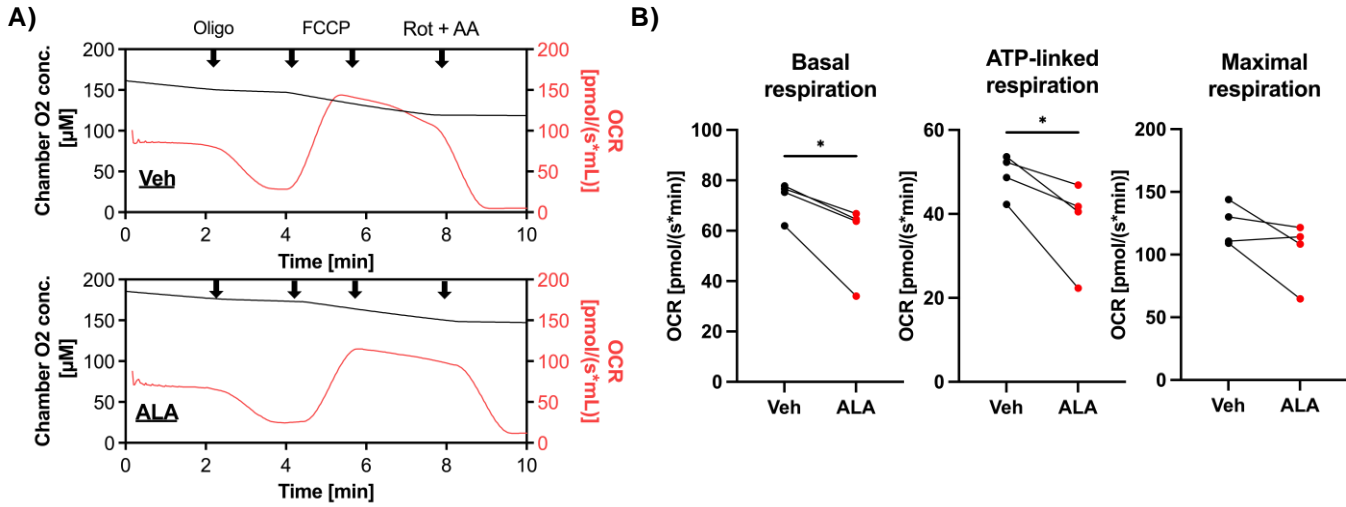 A)
Oligo FCCP Rot + AA
200
150
100
50
0
Chamber O2 conc.
[µM]
Veh
200
150
100
50
0
OCR
[pmol/(s*mL)]
0 2 4 6 8 10
Time [min]
200
150
100
50
0
Chamber O2 conc.
[µM]
ALA
200
150
100
50
0
OCR
[pmol/(s*mL)]
0 2 4 6 8 10
Time [min]
B)
Basal
respiration
100
80
60
40
20
0
OCR [pmol/(s*min)]
*
Veh ALA
ATP-linked
respiration
60
40
20
0
OCR [pmol/(s*min)]
*
Veh ALA
Maximal
respiration
200
150
100
50
0
OCR [pmol/(s*min)]
Veh ALA